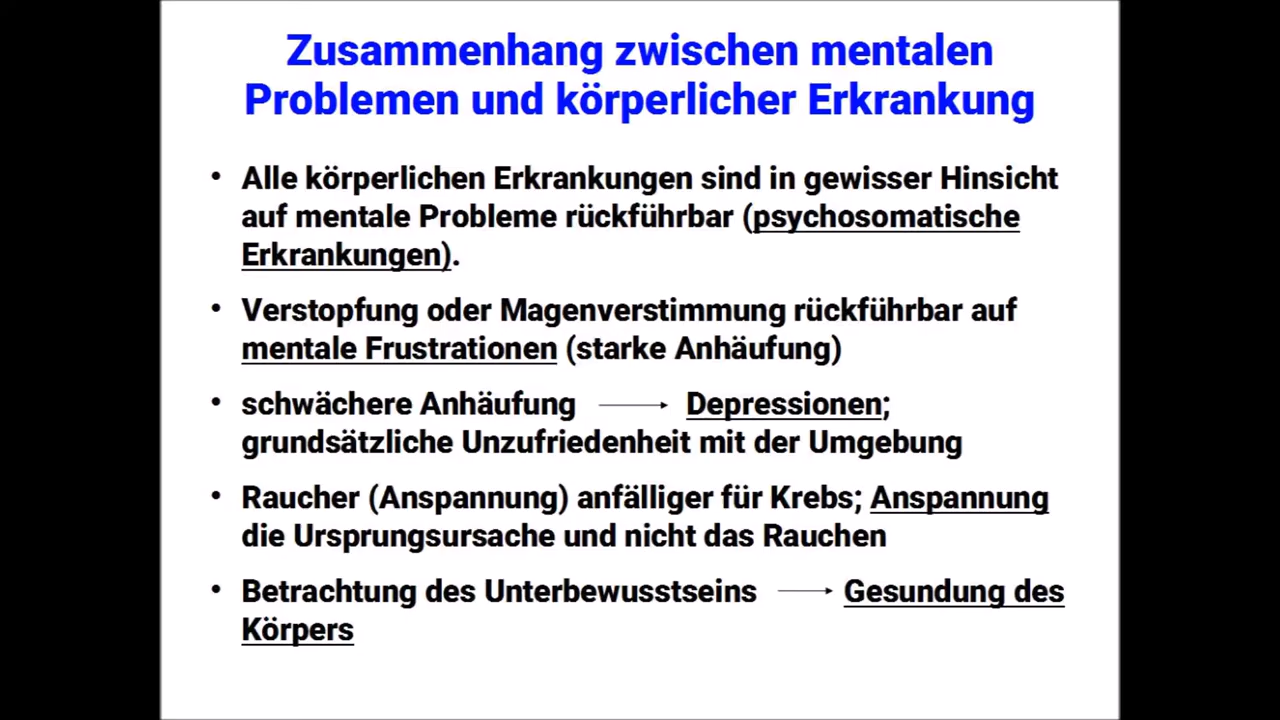 Zusammenhang zwischen mentalen
Problemen und körperlicher Erkrankung
• Alle körperlichen Erkrankungen sind in gewisser Hinsicht
auf mentale Probleme rückführbar (psychosomatische
Erkrankungen).
• Verstopfung oder Magenverstimmung rückführbar auf
mentale Frustrationen (starke Anhäufung)
• schwächere Anhäufung → Depressionen;
grundsätzliche Unzufriedenheit mit der Umgebung
• Raucher (Anspannung) anfälliger für Krebs; Anspannung
die Ursprungsursache und nicht das Rauchen
• Betrachtung des Unterbewusstseins → Gesundung des
Körpers